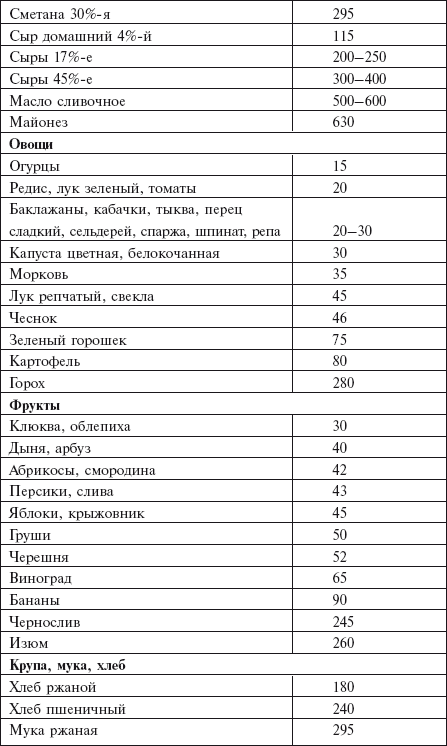 Сметана 30%-я 295
Сыр домашний 4%-й 115
Сыры 17%-е 200–250
Сыры 45%-е 300–400
Масло сливочное 500–600
Майонез 630
Овощи
Огурцы 15
Редис, лук зеленый, томаты 20
Баклажаны, кабачки, тыква, перец
сладкий, сельдерей, спаржа, шпинат, репа 20–30
Капуста цветная, белокочанная 30
Морковь 35
Лук репчатый, свекла 45
Чеснок 46
Зеленый горошек 75
Картофель 80
Горох 280
Фрукты
Клюква, облепиха 30
Дыня, арбуз 40
Абрикосы, смородина 42
Персики, слива 43
Яблоки, крыжовник 45
Груши 50
Черешня 52
Виноград 65
Бананы 90
Чернослив 245
Изюм 260
Крупа, мука, хлеб
Хлеб ржаной 180
Хлеб пшеничный 240
Мука ржаная 295